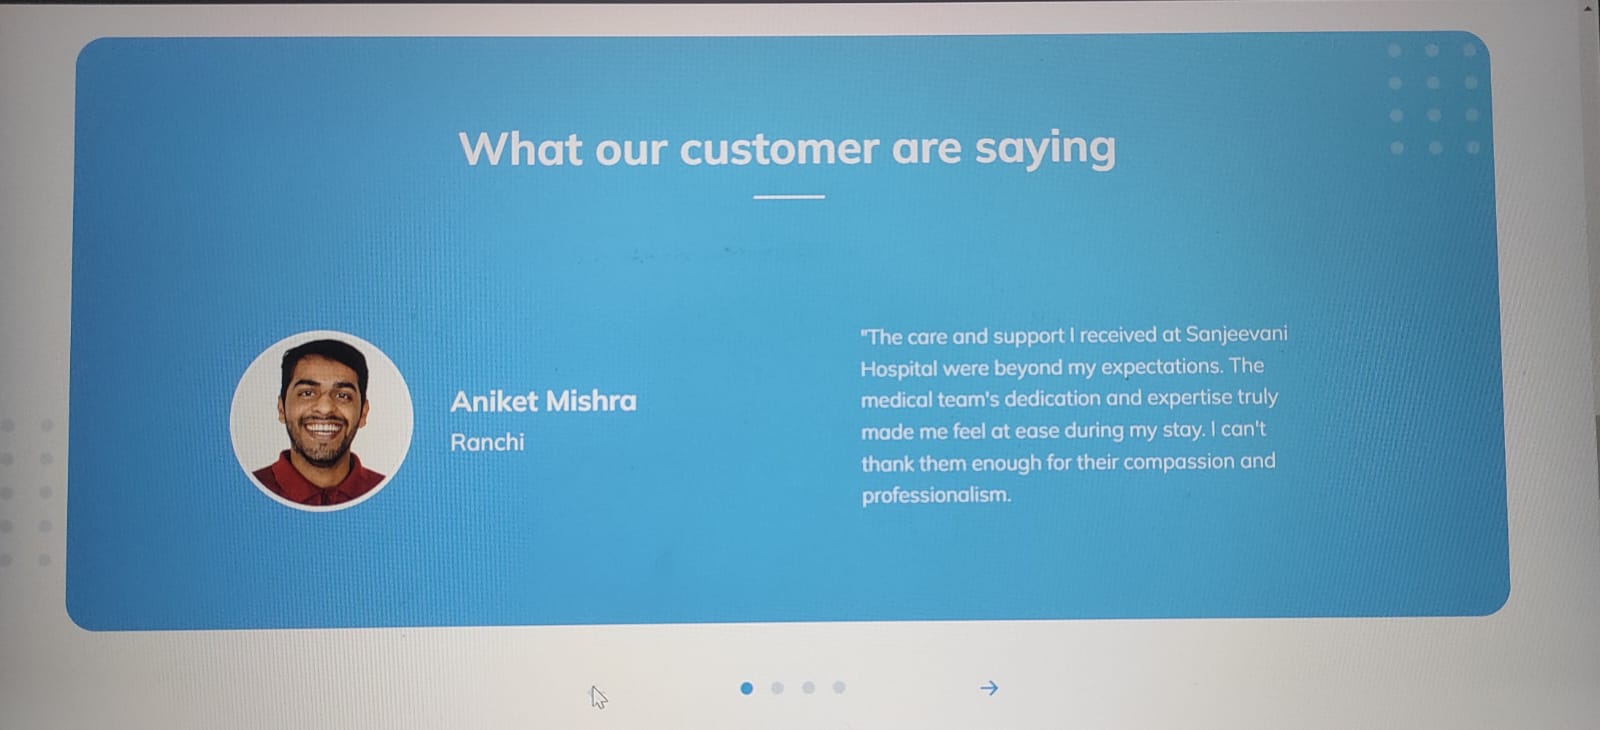 What our customer are saying
Aniket Mishra
Ranchi
"The care and support I received at Sanjeevani
Hospital were beyond my expectations. The
medical team's dedication and expertise truly
made me feel at ease during my stay. I can't
thank them enough for their compassion and
professionalism.